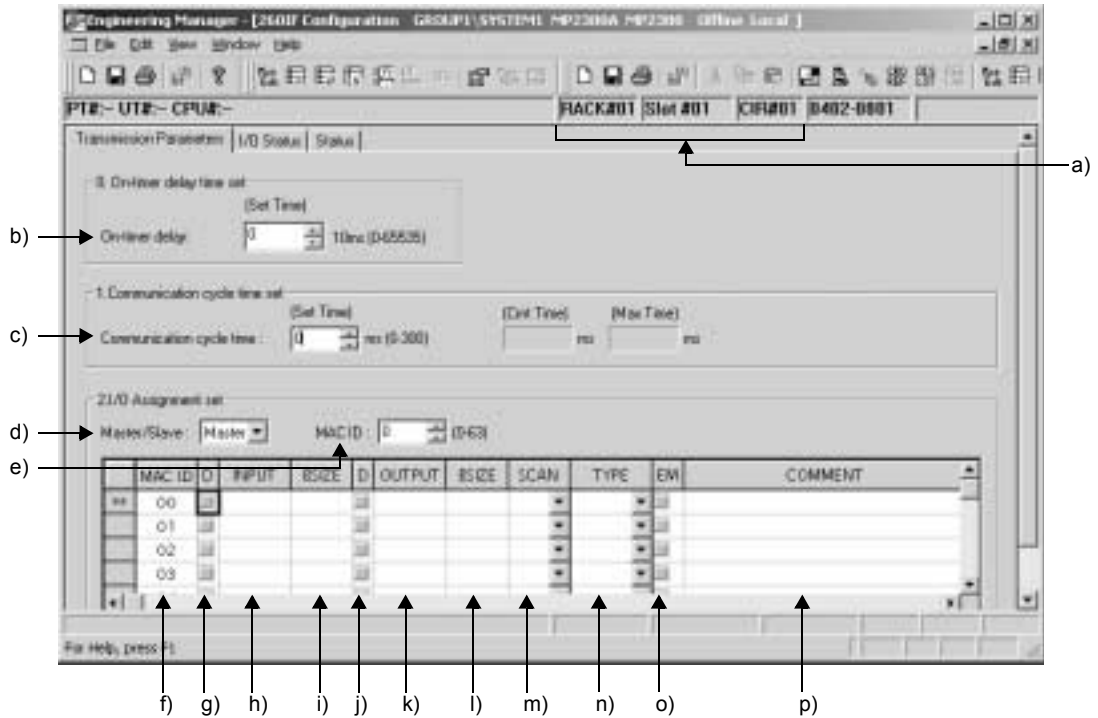 Engineering Manager - [260IF Configuration GROUP1\SYSTEM1 MP2300A MP2300 Offline Local ]
File Edit View Window Help
PT#:- UT#:- CPU#:- RACK#01 Slot #01 CIR#01
Transmission Parameters I/O Status Status
a)
0. On-timer delay time set
(Set Time)
b) On-timer delay: 0 10ms (0-65535)
1.Communication cycle time set
(Set Time) (Crnt Time) (Max Time)
c) Communication cycle time : 0 ms (0-300) ms ms
2.I/O Assignment set
d) Master/Slave : Master MAC ID : 0 (0-63)
e)
MAC ID D INPUT BSIZE D OUTPUT BSIZE SCAN TYPE EM COMMENT
00
01
02
03
For Help, press F1
f) g) h) i) j) k) l) m) n) o) p)